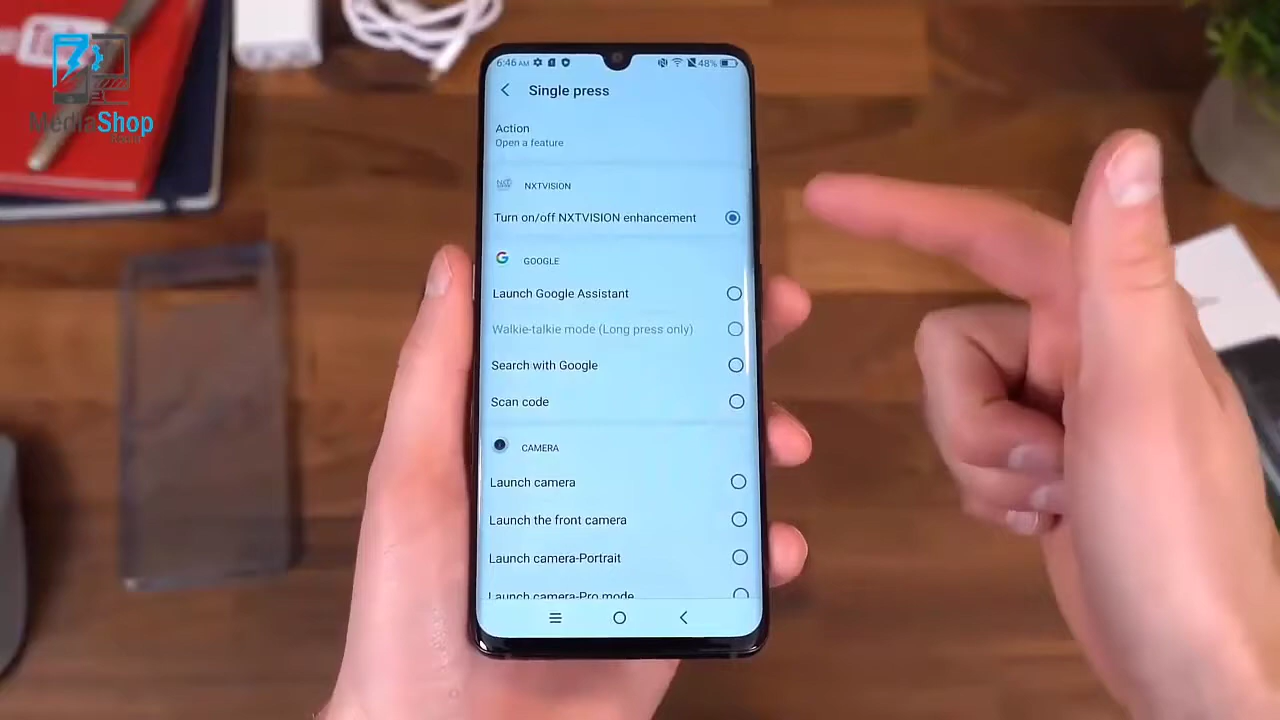 MediaShop
6:46 AM
48%
Single press
Action
Open a feature
NXTVISION
Turn on/off NXTVISION enhancement
GOOGLE
Launch Google Assistant
Walkie-talkie mode (Long press only)
Search with Google
Scan code
CAMERA
Launch camera
Launch the front camera
Launch camera-Portrait
Launch camera-Pro mode